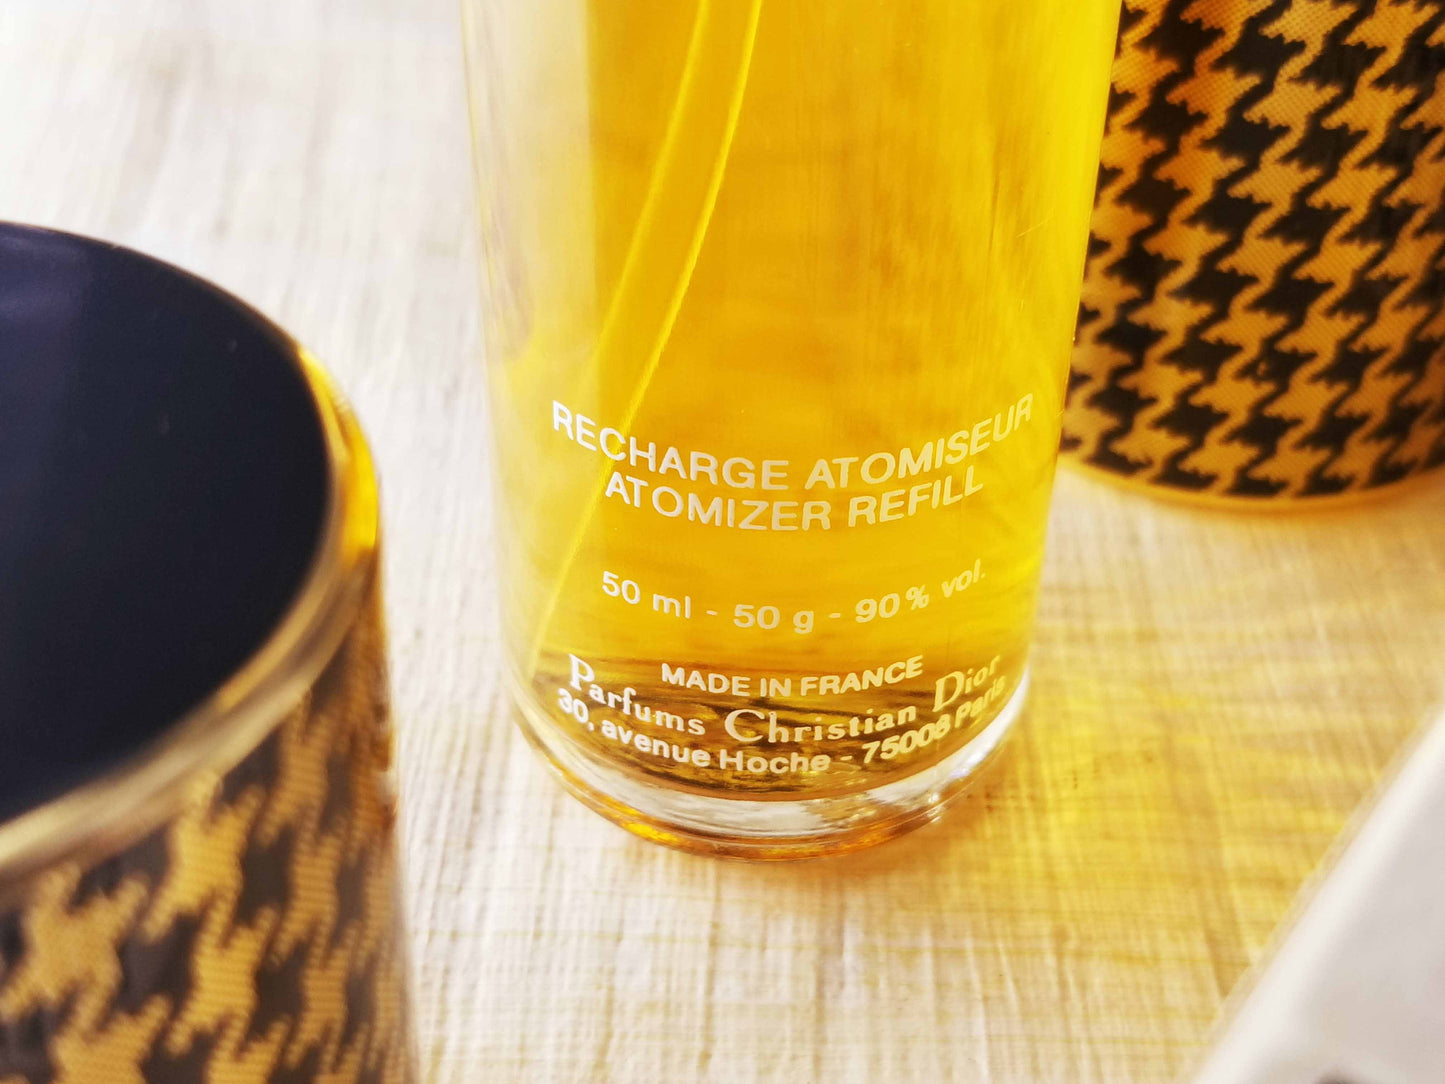 RECHARGE ATOMISEUR
ATOMIZER REFILL
50 ml - 50 g - 90% vol.
MADE IN FRANCE
Parfums Christian Dior
30, avenue Hoche - 75008 Paris